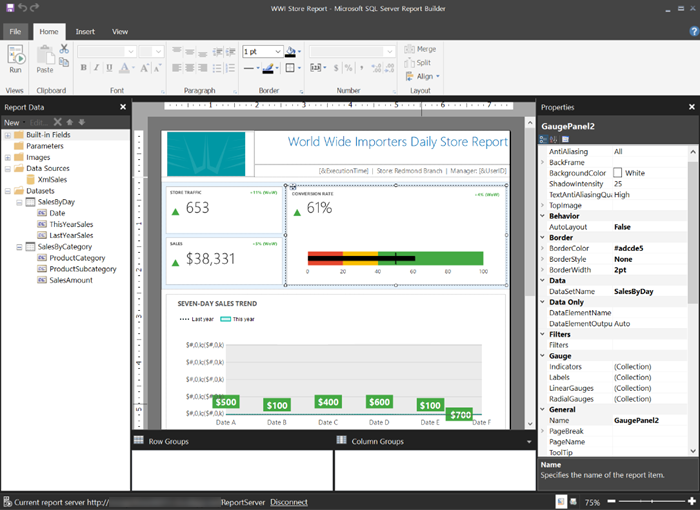 WWI Store Report - Microsoft SQL Server Report Builder
File Home Insert View
Run Paste
B I U A A A
1 pt
$ %
Merge
Split
Align
Views Clipboard Font Paragraph Border Number Layout
Report Data
New Edit...
Built-in Fields
Parameters
Images
Data Sources
XmlSales
Datasets
SalesByDay
Date
ThisYearSales
LastYearSales
SalesByCategory
ProductCategory
ProductSubcategory
SalesAmount
1 2 3 4 5 6 7
World Wide Importers Daily Store Report
[&ExecutionTime] | Store: Redmond Branch | Manager: [&UserID]
STORE TRAFFIC
653
CONVERSION RATE
61%
SALES
$38,331
0 20 40 60 80 100
SEVEN-DAY SALES TREND
Last year This year
$#,0,k;($#,0,k)
$#,0,k;($#,0,k)
$#,0,k;($#,0,k)
$#,0,k;($#,0,k)
$#,0,k;($#,0,k)
$500 $100 $400 $600 $100 $700
Date A Date B Date C Date D Date E Date F
Row Groups Column Groups
Properties
GaugePanel2
AntiAliasing All
BackFrame
BackgroundColor White
ShadowIntensity 25
TextAntiAliasingQua High
TopImage
Behavior
AutoLayout False
Border
BorderColor #adcde5
BorderStyle None
BorderWidth 2pt
Data
DataSetName SalesByDay
Data Only
DataElementName
DataElementOutpu Auto
Filters
Filters
Gauge
Indicators (Collection)
Labels (Collection)
LinearGauges (Collection)
RadialGauges (Collection)
General
Name GaugePanel2
PageBreak
PageName
ToolTip
Name
Specifies the name of the report item.
Current report server http:// ReportServer Disconnect
75%